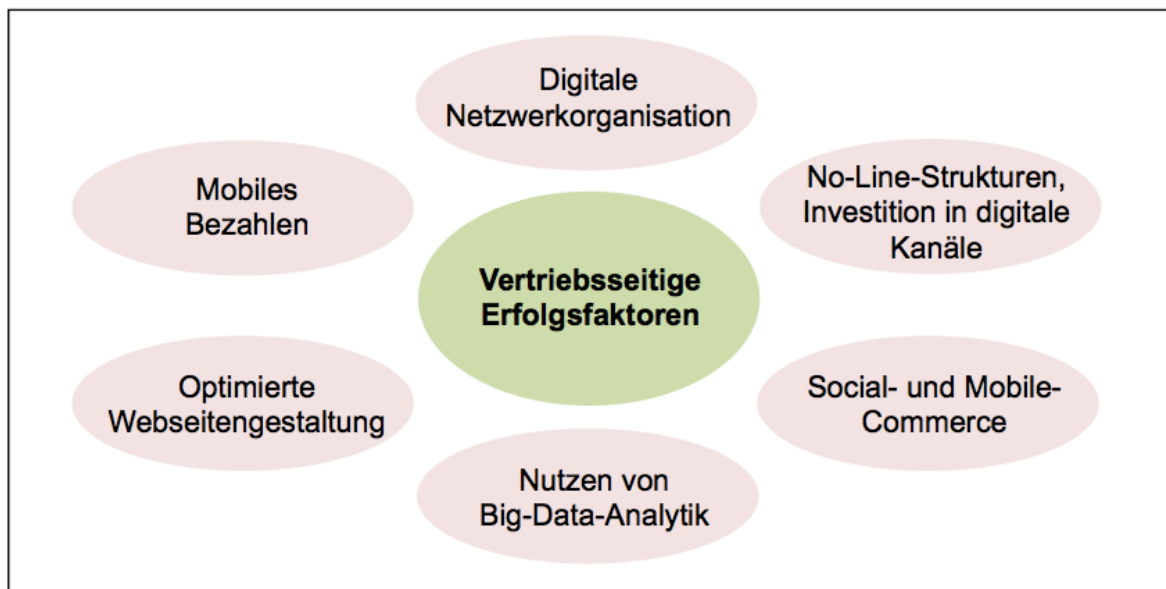 Digitale
Netzwerkorganisation
No-Line-Strukturen,
Investition in digitale
Kanäle
Mobiles
Bezahlen
Vertriebsseitige
Erfolgsfaktoren
Optimierte
Webseitengestaltung
Social- und Mobile-
Commerce
Nutzen von
Big-Data-Analytik